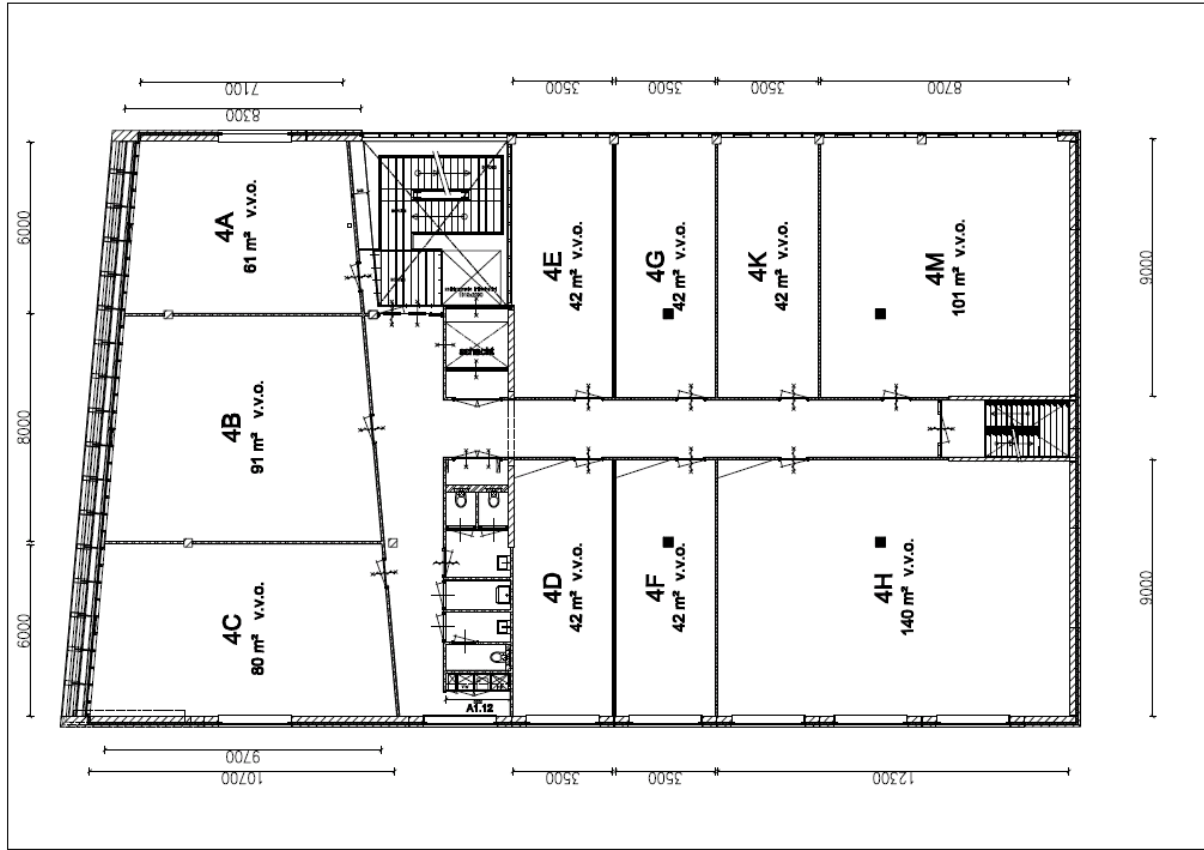 7100
8300
3500
3500
3500
8700
6000
8000
6000
9000
9000
4A
61 m² v.v.o.
4B
91 m² v.v.o.
4C
80 m² v.v.o.
4E
42 m² v.v.o.
4G
42 m² v.v.o.
4K
42 m² v.v.o.
4M
101 m² v.v.o.
schacht
4D
42 m² v.v.o.
4F
42 m² v.v.o.
4H
140 m² v.v.o.
A1.12
9700
10700
3500
3500
12300